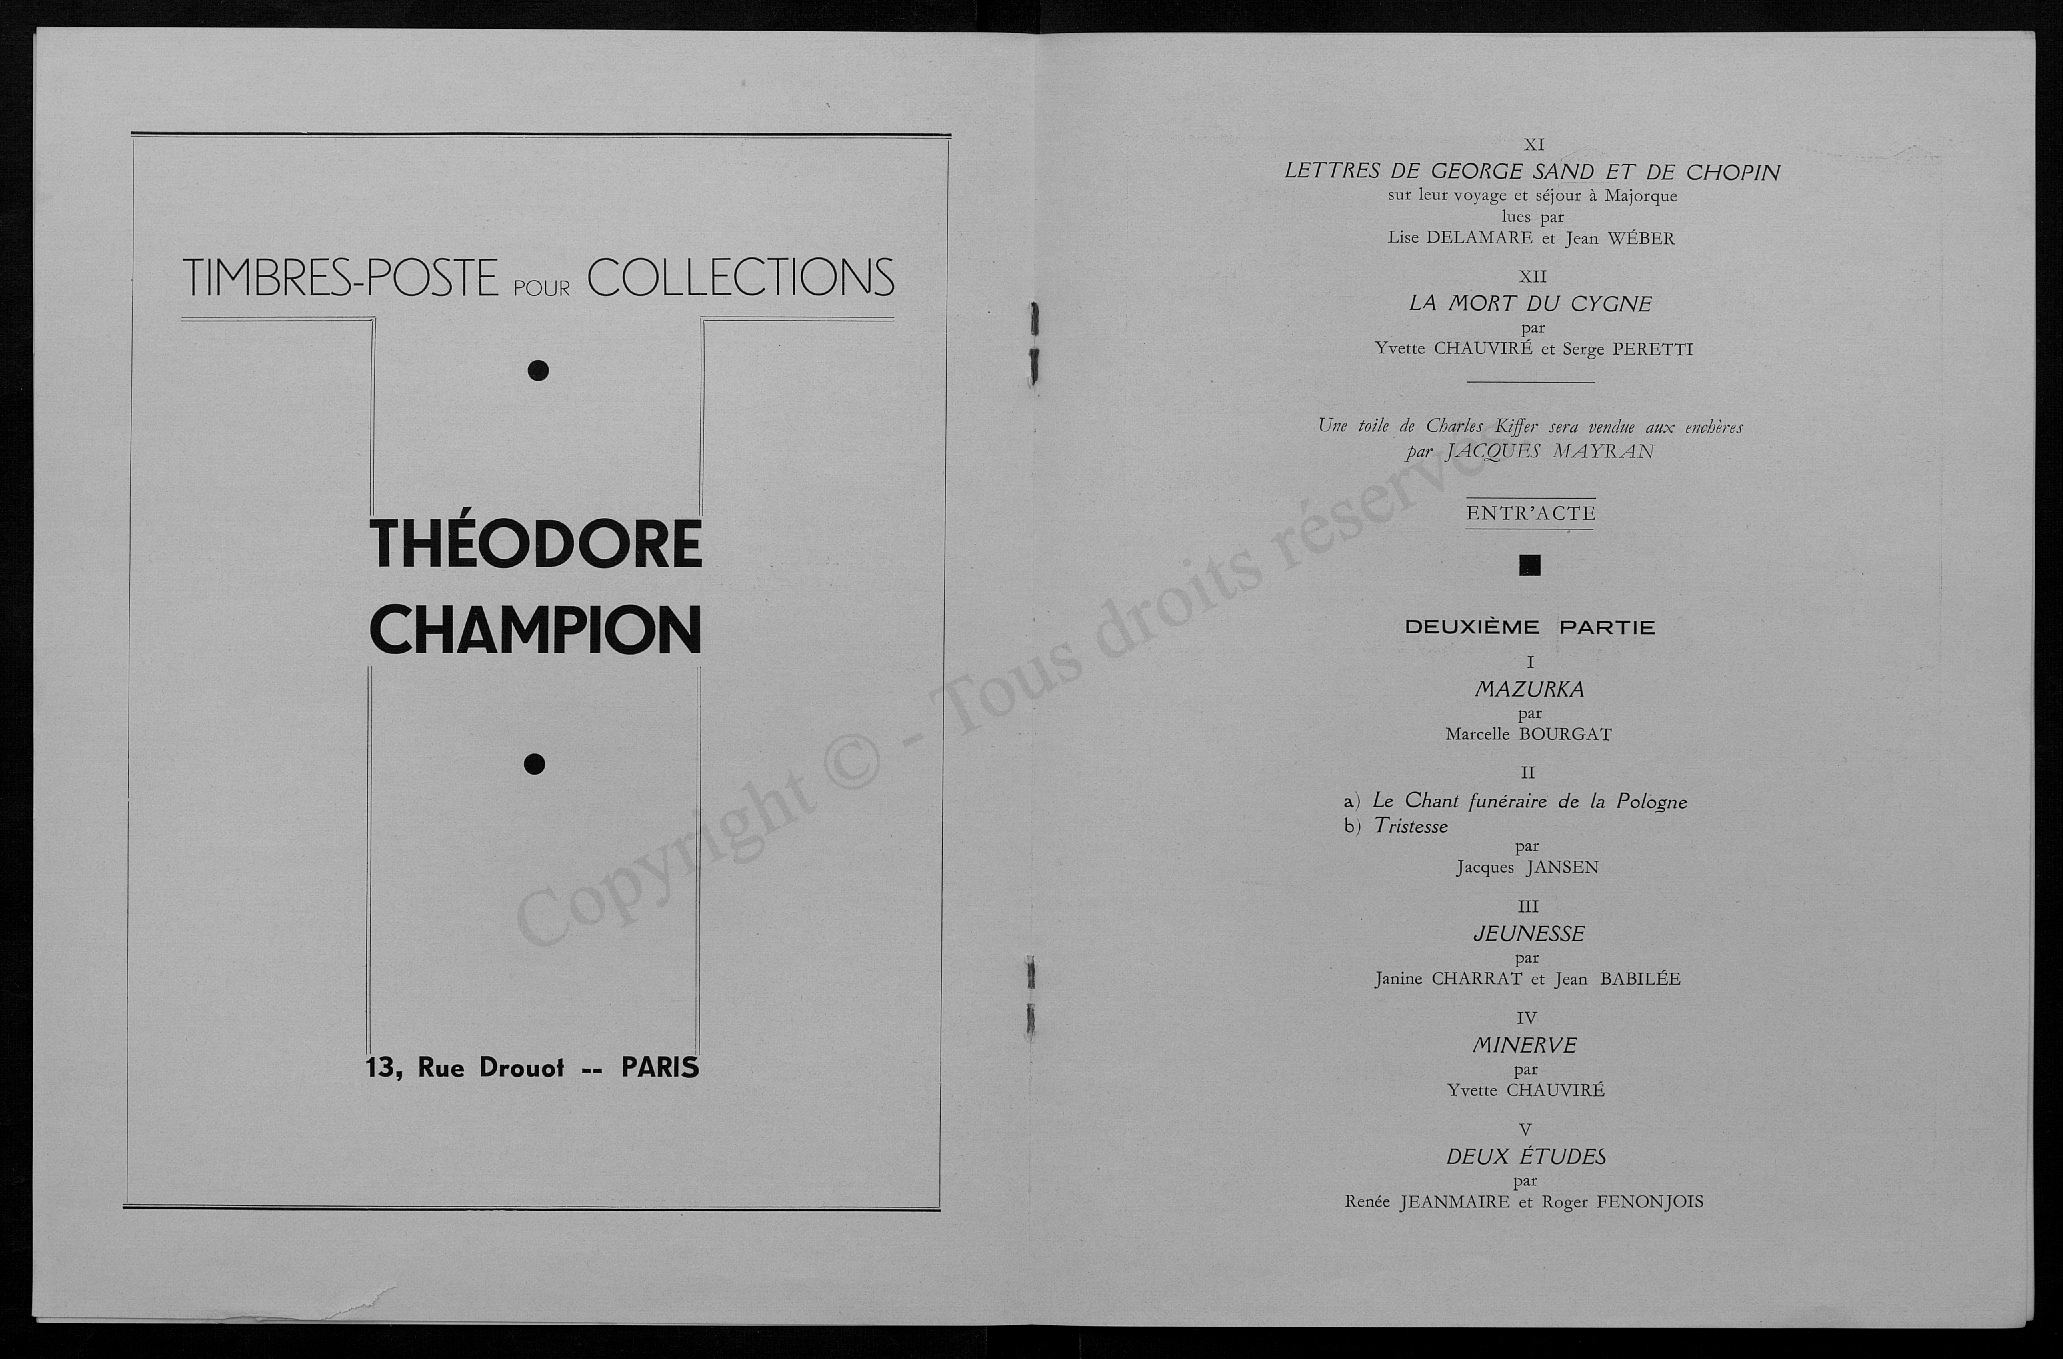 TIMBRES-POSTE POUR COLLECTIONS
THÉODORE
CHAMPION
13, Rue Drouot -- PARIS
XI
LETTRES DE GEORGE SAND ET DE CHOPIN
sur leur voyage et séjour à Majorque
lues par
Lise DELAMARE et Jean WÉBER
XII
LA MORT DU CYGNE
par
Yvette CHAUVIRÉ et Serge PERETTI
Une toile de Charles Kiffer sera vendue aux enchères
par JACQUES MAYRAN
ENTR'ACTE
DEUXIÈME PARTIE
I
MAZURKA
par
Marcelle BOURGAT
II
a) Le Chant funéraire de la Pologne
b) Tristesse
par
Jacques JANSEN
III
JEUNESSE
par
Janine CHARRAT et Jean BABILÉE
IV
MINERVE
par
Yvette CHAUVIRÉ
V
DEUX ÉTUDES
par
Renée JEANMAIRE et Roger FENONJOIS
Copyright © - Tous droits réservés